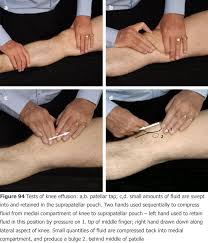 Figure 94 Tests of knee effusion: a,b. patellar tap; c,d. small amounts of fluid are swept
into and retained in the suprapatellar pouch. Two hands used sequentially to compress
fluid from medial compartment of knee to suprapatellar pouch – left hand used to retain
fluid in this position by pressure on 1, tip of middle finger; right hand drawn down along
lateral aspect of knee. Small quantities of fluid are compressed back into medial
compartment, and produce a bulge 2. behind middle of patella